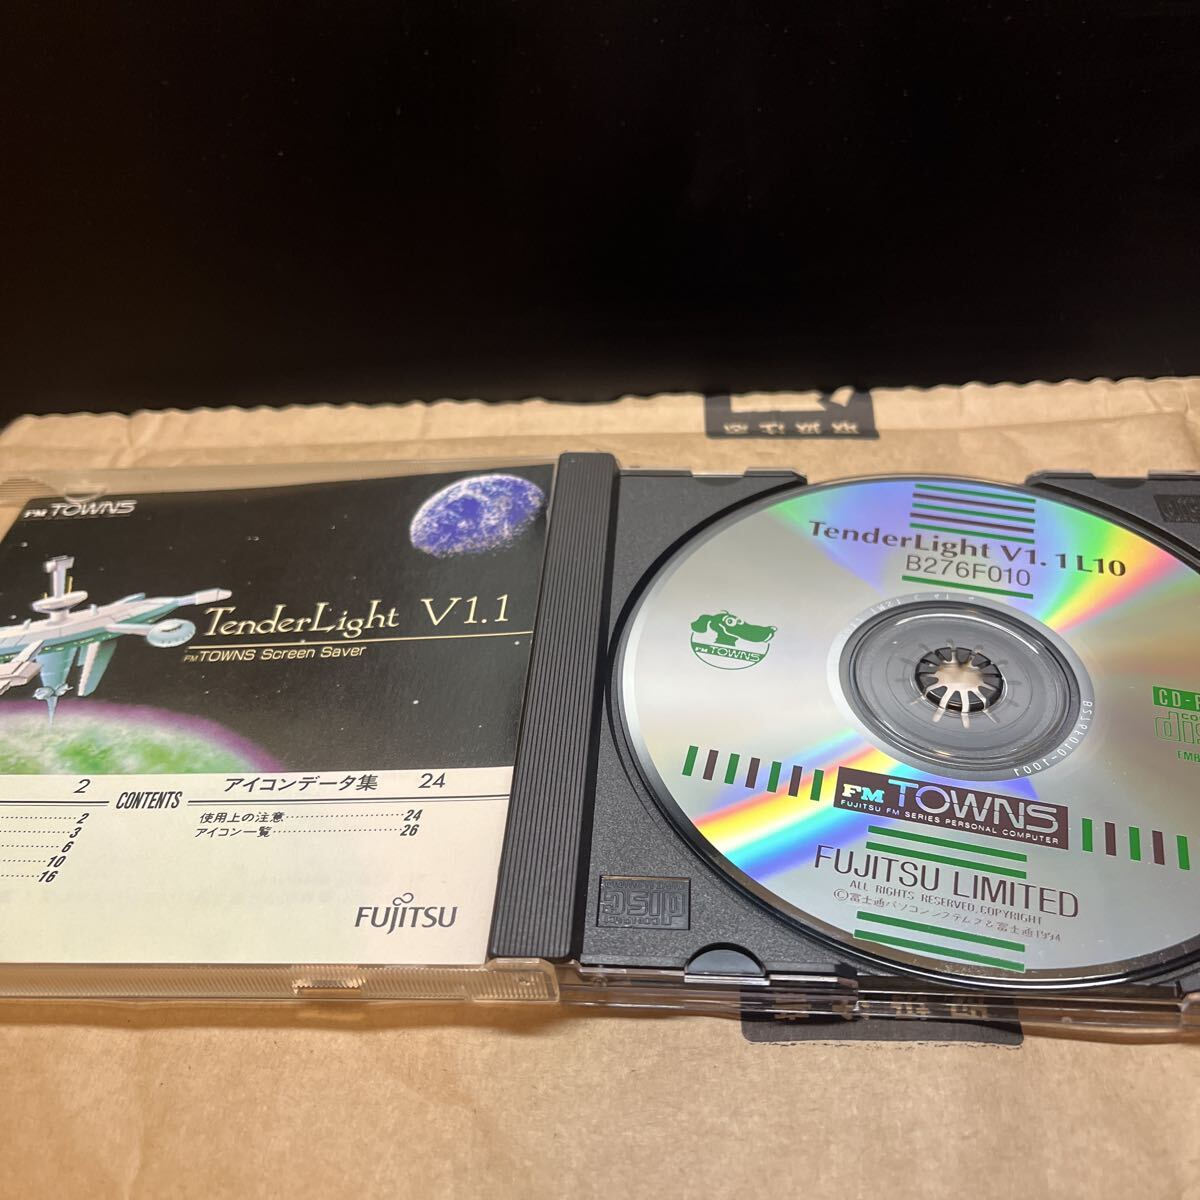 FM TOWNS
TenderLight V1.1
FM TOWNS Screen Saver
2
CONTENTS
アイコンデータ集 24
2
3
6
10
16
使用上の注意 24
アイコン一覧 26
FUJITSU
TenderLight V1.1 L10
B276F010
FM TOWNS
B276F010-1001
FM TOWNS
FUJITSU FM SERIES PERSONAL COMPUTER
FUJITSU LIMITED
ALL RIGHTS RESERVED, COPYRIGHT
©富士通パソコンシステムズ&富士通1994